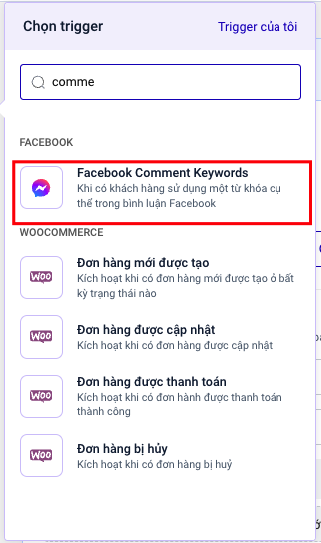 Chọn trigger
Trigger của tôi
comme
FACEBOOK
Facebook Comment Keywords
Khi có khách hàng sử dụng một từ khóa cụ
thể trong bình luận Facebook
WOOCOMMERCE
Đơn hàng mới được tạo
Kích hoạt khi có đơn hàng mới được tạo ở bất
kỳ trạng thái nào
Woo
Đơn hàng được cập nhật
Kích hoạt khi có đơn hàng được cập nhật
Woo
Đơn hàng được thanh toán
Kích hoạt khi có đơn hành được thanh toán
thành công
Woo
Đơn hàng bị hủy
Kích hoạt khi có đơn hàng bị huỷ
Woo